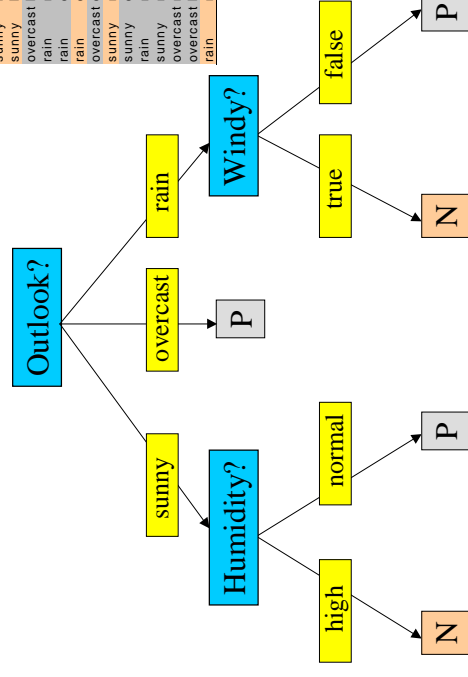 sunny
sunny
overcast
rain
rain
rain
overcast
sunny
sunny
rain
sunny
overcast
overcast
rain
Outlook?
sunny
overcast
rain
Humidity?
P
Windy?
high
normal
true
false
N
P
N
P